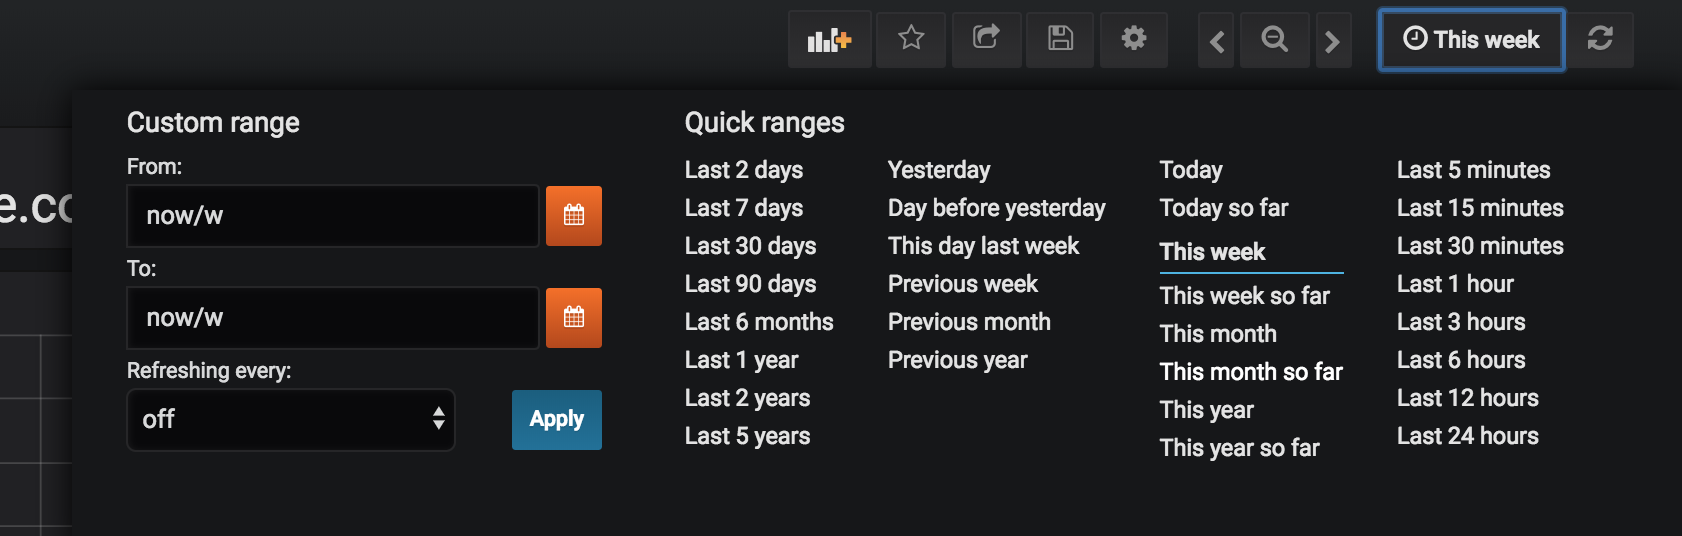 This week
e.co
Custom range
From:
now/w
To:
now/w
Refreshing every:
off
Apply
Quick ranges
Last 2 days
Last 7 days
Last 30 days
Last 90 days
Last 6 months
Last 1 year
Last 2 years
Last 5 years
Yesterday
Day before yesterday
This day last week
Previous week
Previous month
Previous year
Today
Today so far
This week
This week so far
This month
This month so far
This year
This year so far
Last 5 minutes
Last 15 minutes
Last 30 minutes
Last 1 hour
Last 3 hours
Last 6 hours
Last 12 hours
Last 24 hours